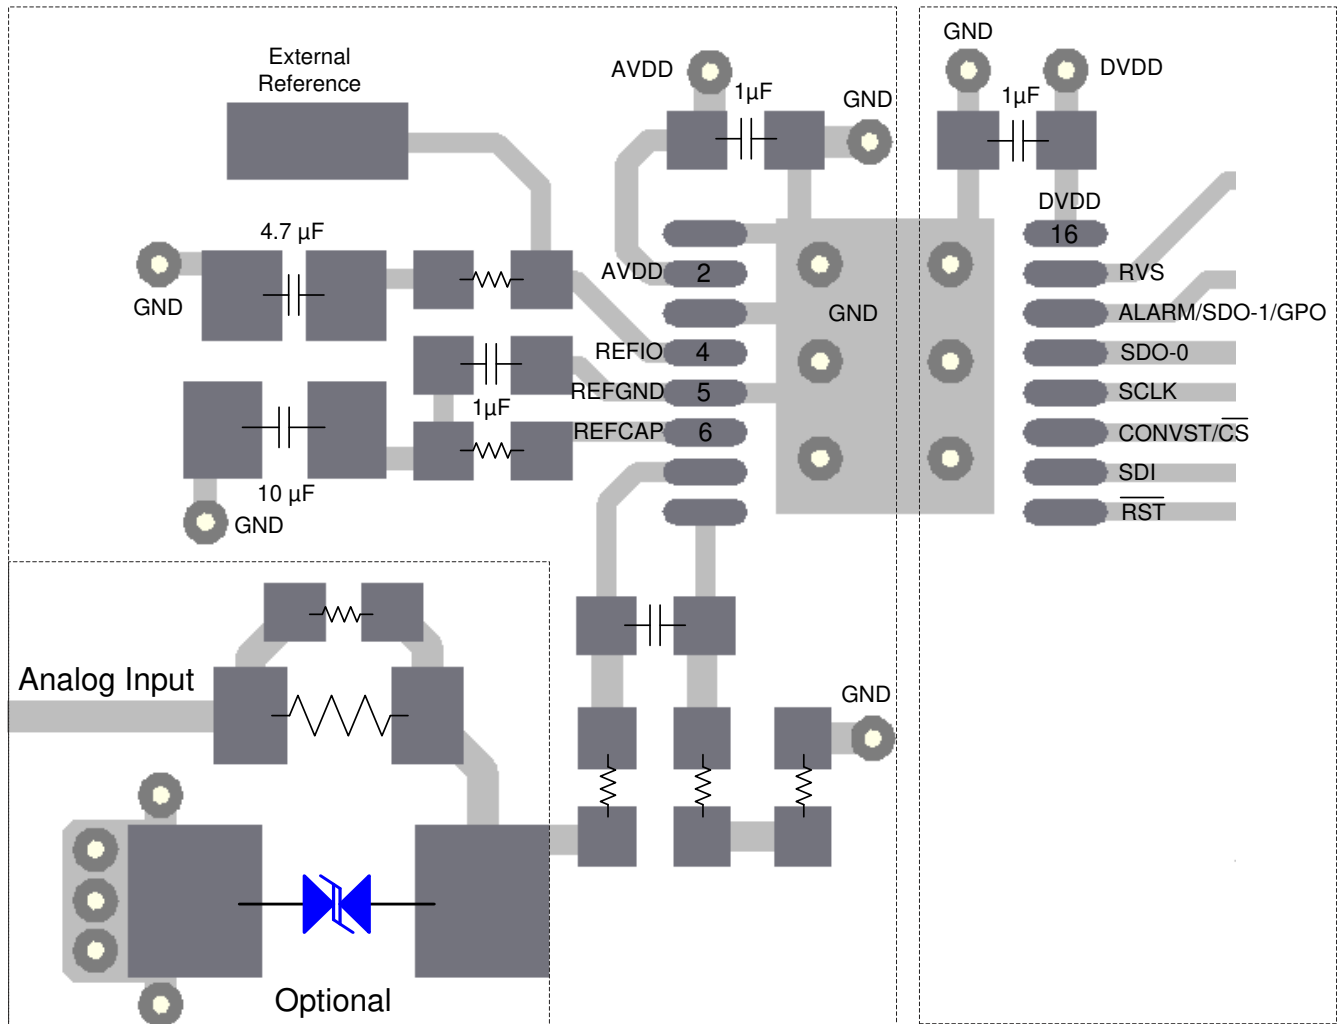 GND
External
Reference
AVDD
DVDD
1µF
GND
1µF
DVDD
16
4.7 µF
AVDD
2
RVS
GND
GND
ALARM/SDO-1/GPO
REFIO
4
SDO-0
REFGND
5
SCLK
1µF
REFCAP
6
CONVST/C̅S̅
SDI
10 µF
GND
R̅S̅T̅
Analog Input
GND
Optional